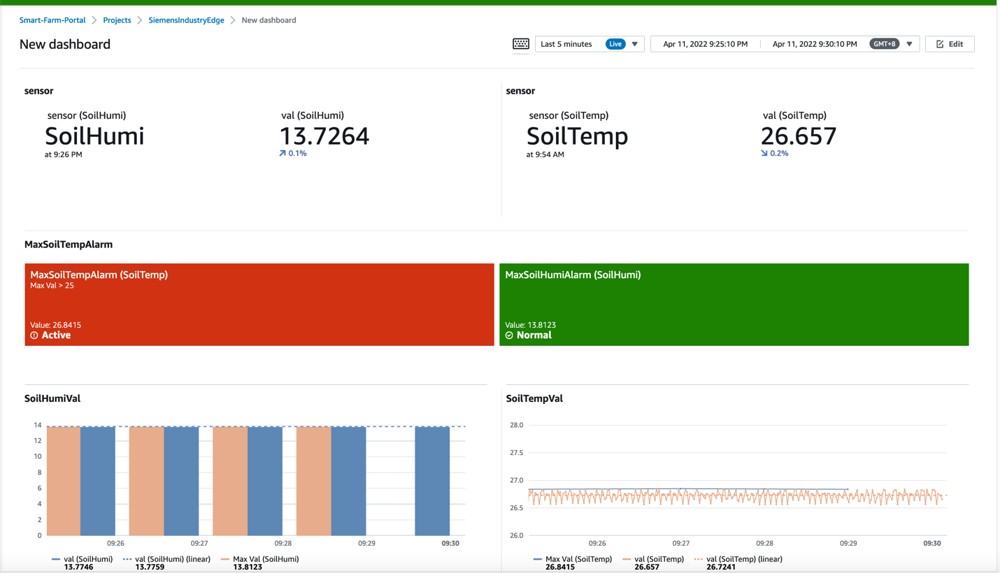 Smart-Farm-Portal > Projects > SiemensIndustryEdge > New dashboard
New dashboard
Last 5 minutes Live
Apr 11, 2022 9:25:10 PM Apr 11, 2022 9:30:10 PM GMT+8
Edit
sensor
sensor (SoilHumi)
SoilHumi
at 9:26 PM
val (SoilHumi)
13.7264
0.1%
sensor
sensor (SoilTemp)
SoilTemp
at 9:54 AM
val (SoilTemp)
26.657
0.2%
MaxSoilTempAlarm
MaxSoilTempAlarm (SoilTemp)
Max Val > 25
Value: 26.8415
Active
MaxSoilHumiAlarm (SoilHumi)
Value: 13.8123
Normal
SoilHumiVal
14
12
10
8
6
4
2
0
09:26 09:27 09:28 09:29 09:30
val (SoilHumi) val (SoilHumi) (linear) Max Val (SoilHumi)
13.7746 13.7759 13.8123
SoilTempVal
28.0
27.5
27.0
26.5
26.0
09:26 09:27 09:28 09:29 09:30
Max Val (SoilTemp) val (SoilTemp) val (SoilTemp) (linear)
26.8415 26.657 26.7241